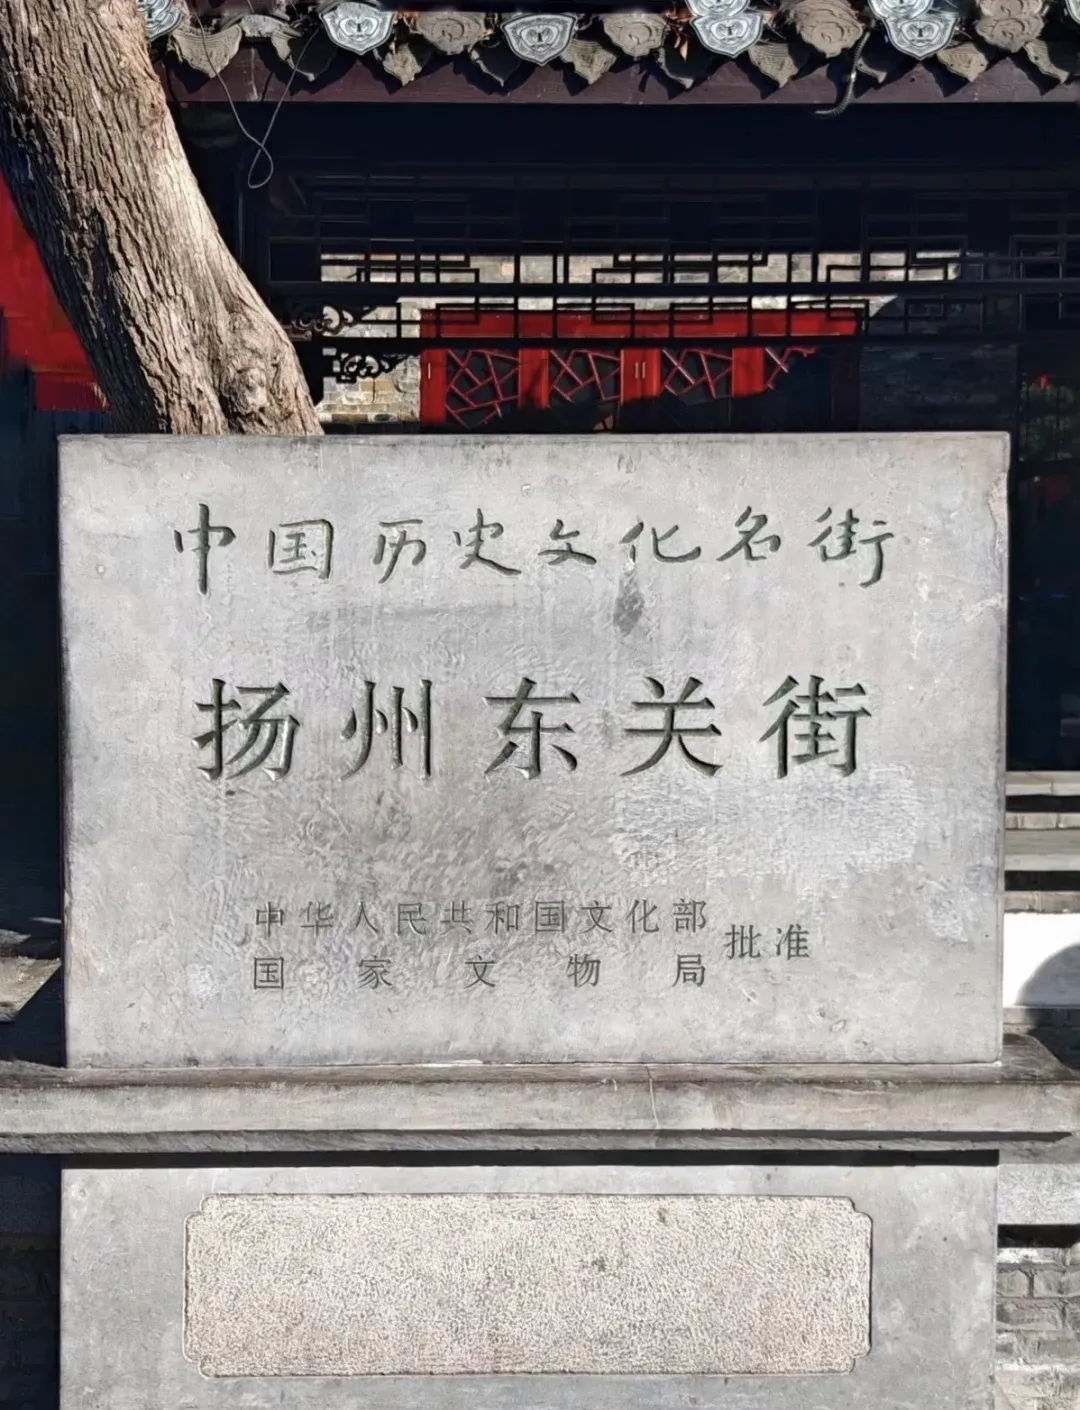 中国历史文化名街
扬州东关街
中华人民共和国文化部
国家文物局
批准